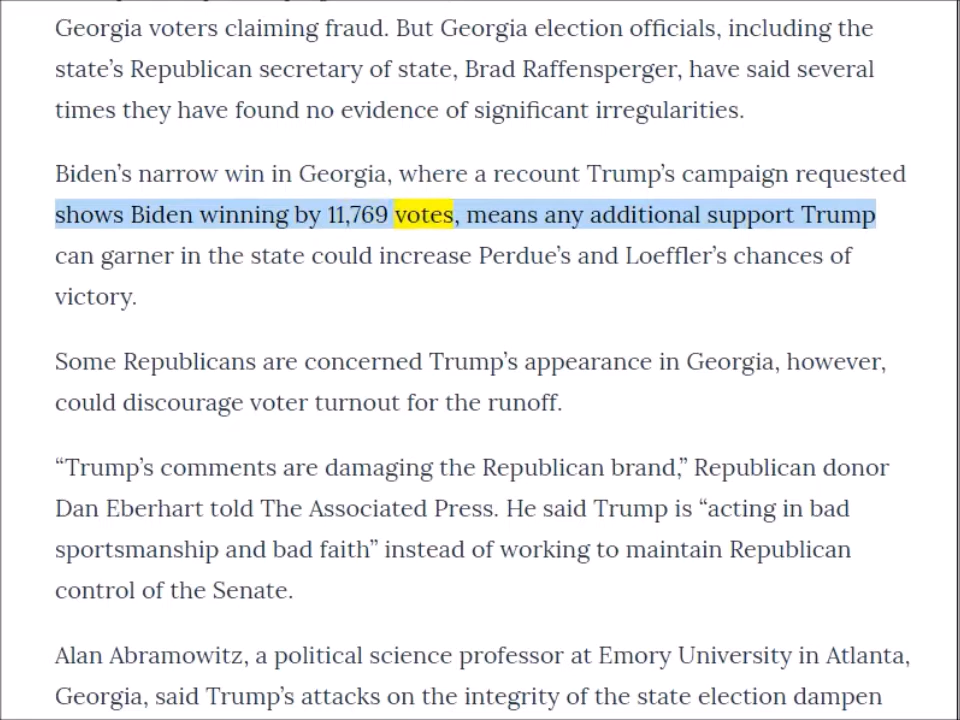 Georgia voters claiming fraud. But Georgia election officials, including the
state’s Republican secretary of state, Brad Raffensperger, have said several
times they have found no evidence of significant irregularities.
Biden’s narrow win in Georgia, where a recount Trump’s campaign requested
shows Biden winning by 11,769 votes, means any additional support Trump
can garner in the state could increase Perdue’s and Loeffler’s chances of
victory.
Some Republicans are concerned Trump’s appearance in Georgia, however,
could discourage voter turnout for the runoff.
“Trump’s comments are damaging the Republican brand,” Republican donor
Dan Eberhart told The Associated Press. He said Trump is “acting in bad
sportsmanship and bad faith” instead of working to maintain Republican
control of the Senate.
Alan Abramowitz, a political science professor at Emory University in Atlanta,
Georgia, said Trump’s attacks on the integrity of the state election dampen